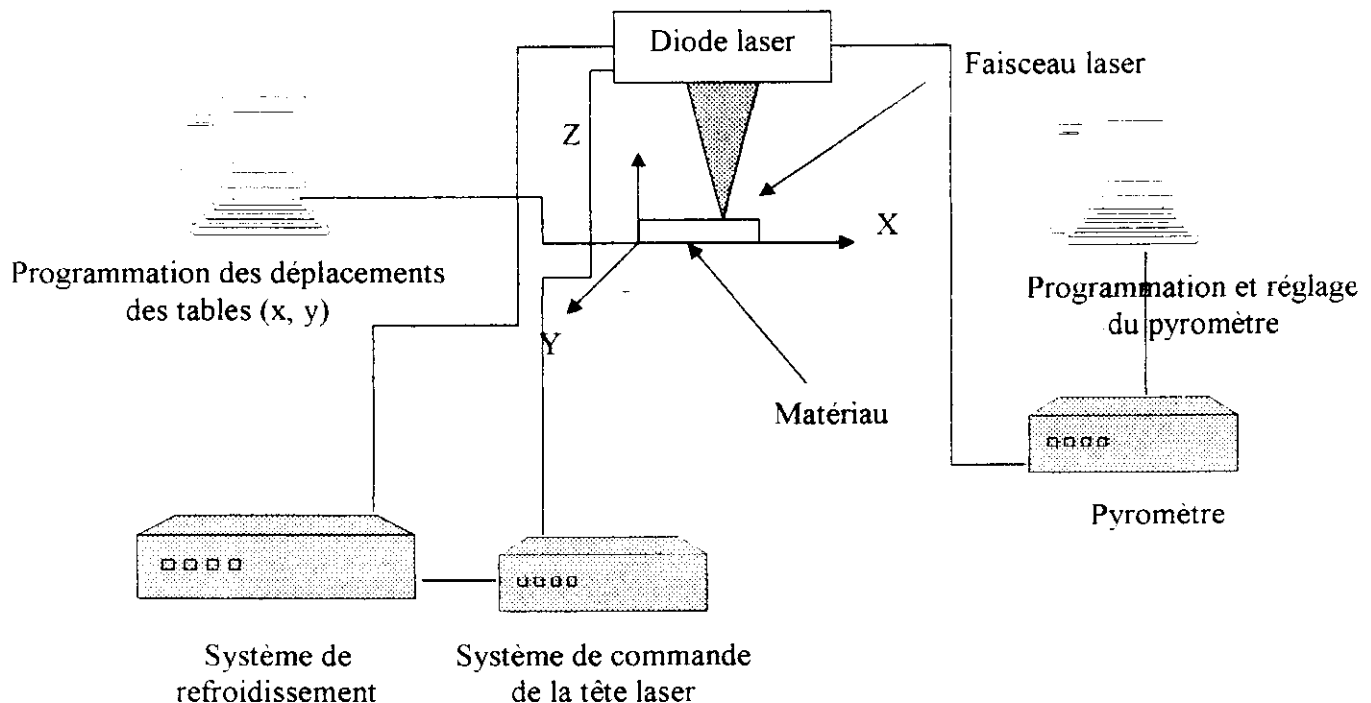 Diode laser
Faisceau laser
Z
X
Programmation des déplacements
des tables (x, y)
Programmation et réglage
du pyromètre
Y
Matériau
Pyromètre
Système de
refroidissement
Système de commande
de la tête laser